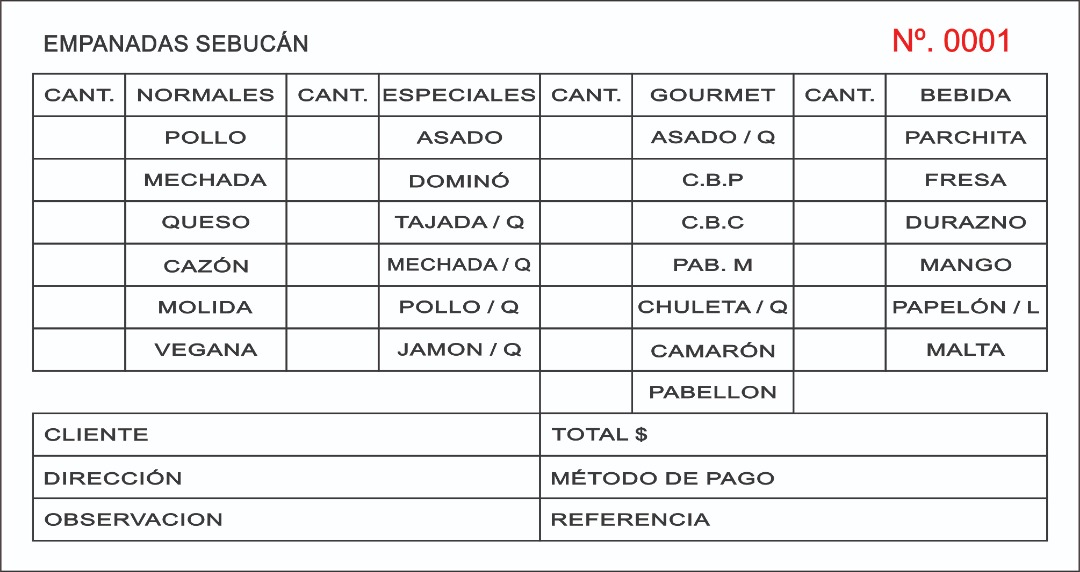 EMPANADAS SEBUCÁN Nº. 0001
CANT. NORMALES CANT. ESPECIALES CANT. GOURMET CANT. BEBIDA
POLLO ASADO ASADO / Q PARCHITA
MECHADA DOMINÓ C.B.P FRESA
QUESO TAJADA / Q C.B.C DURAZNO
CAZÓN MECHADA / Q PAB. M MANGO
MOLIDA POLLO / Q CHULETA / Q PAPELÓN / L
VEGANA JAMON / Q CAMARÓN MALTA
PABELLON
CLIENTE TOTAL $
DIRECCIÓN MÉTODO DE PAGO
OBSERVACION REFERENCIA